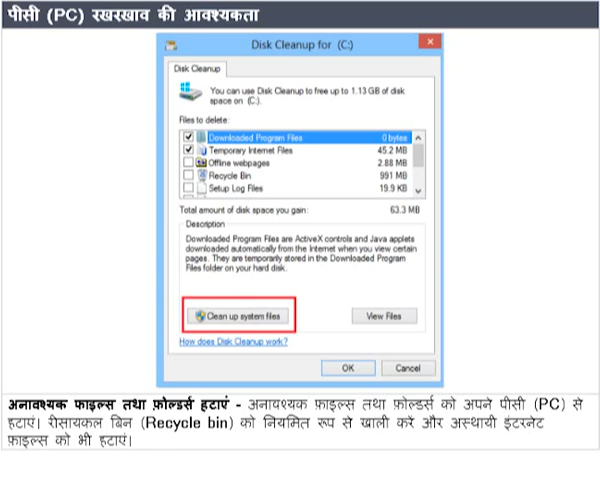 पीसी (PC) रखरखाव की आवश्यकता
Disk Cleanup for (C:)
Disk Cleanup
You can use Disk Cleanup to free up to 1.13 GB of disk
space on (C:).
Files to delete:
Downloaded Program Files 0 bytes
Temporary Internet Files 45.2 MB
Offline webpages 2.88 MB
Recycle Bin 991 MB
Setup Log Files 19.9 KB
Total amount of disk space you gain: 63.3 MB
Description
Downloaded Program Files are ActiveX controls and Java applets
downloaded automatically from the Internet when you view certain
pages. They are temporarily stored in the Downloaded Program
Files folder on your hard disk.
Clean up system files View Files
How does Disk Cleanup work?
OK Cancel
अनावश्यक फाइल्स तथा फ़ोल्डर्स हटाएं - अनावश्यक फ़ाइल्स तथा फ़ोल्डर्स को अपने पीसी (PC) से
हटाएं। रीसायकल बिन (Recycle bin) को नियमित रूप से खाली करें और अस्थायी इंटरनेट
फ़ाइल्स को भी हटाएं।